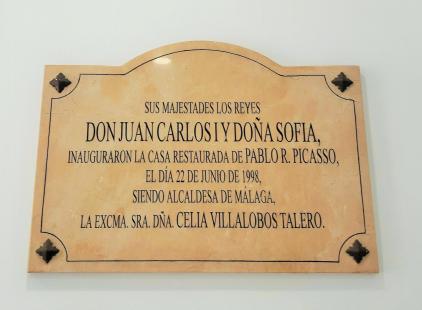 SUS MAJESTADES LOS REYES
DON JUAN CARLOS I Y DOÑA SOFIA,
INAUGURARON LA CASA RESTAURADA DE PABLO R. PICASSO,
EL DÍA 22 DE JUNIO DE 1998,
SIENDO ALCALDESA DE MÁLAGA,
LA EXCMA. SRA. DÑA. CELIA VILLALOBOS TALERO.